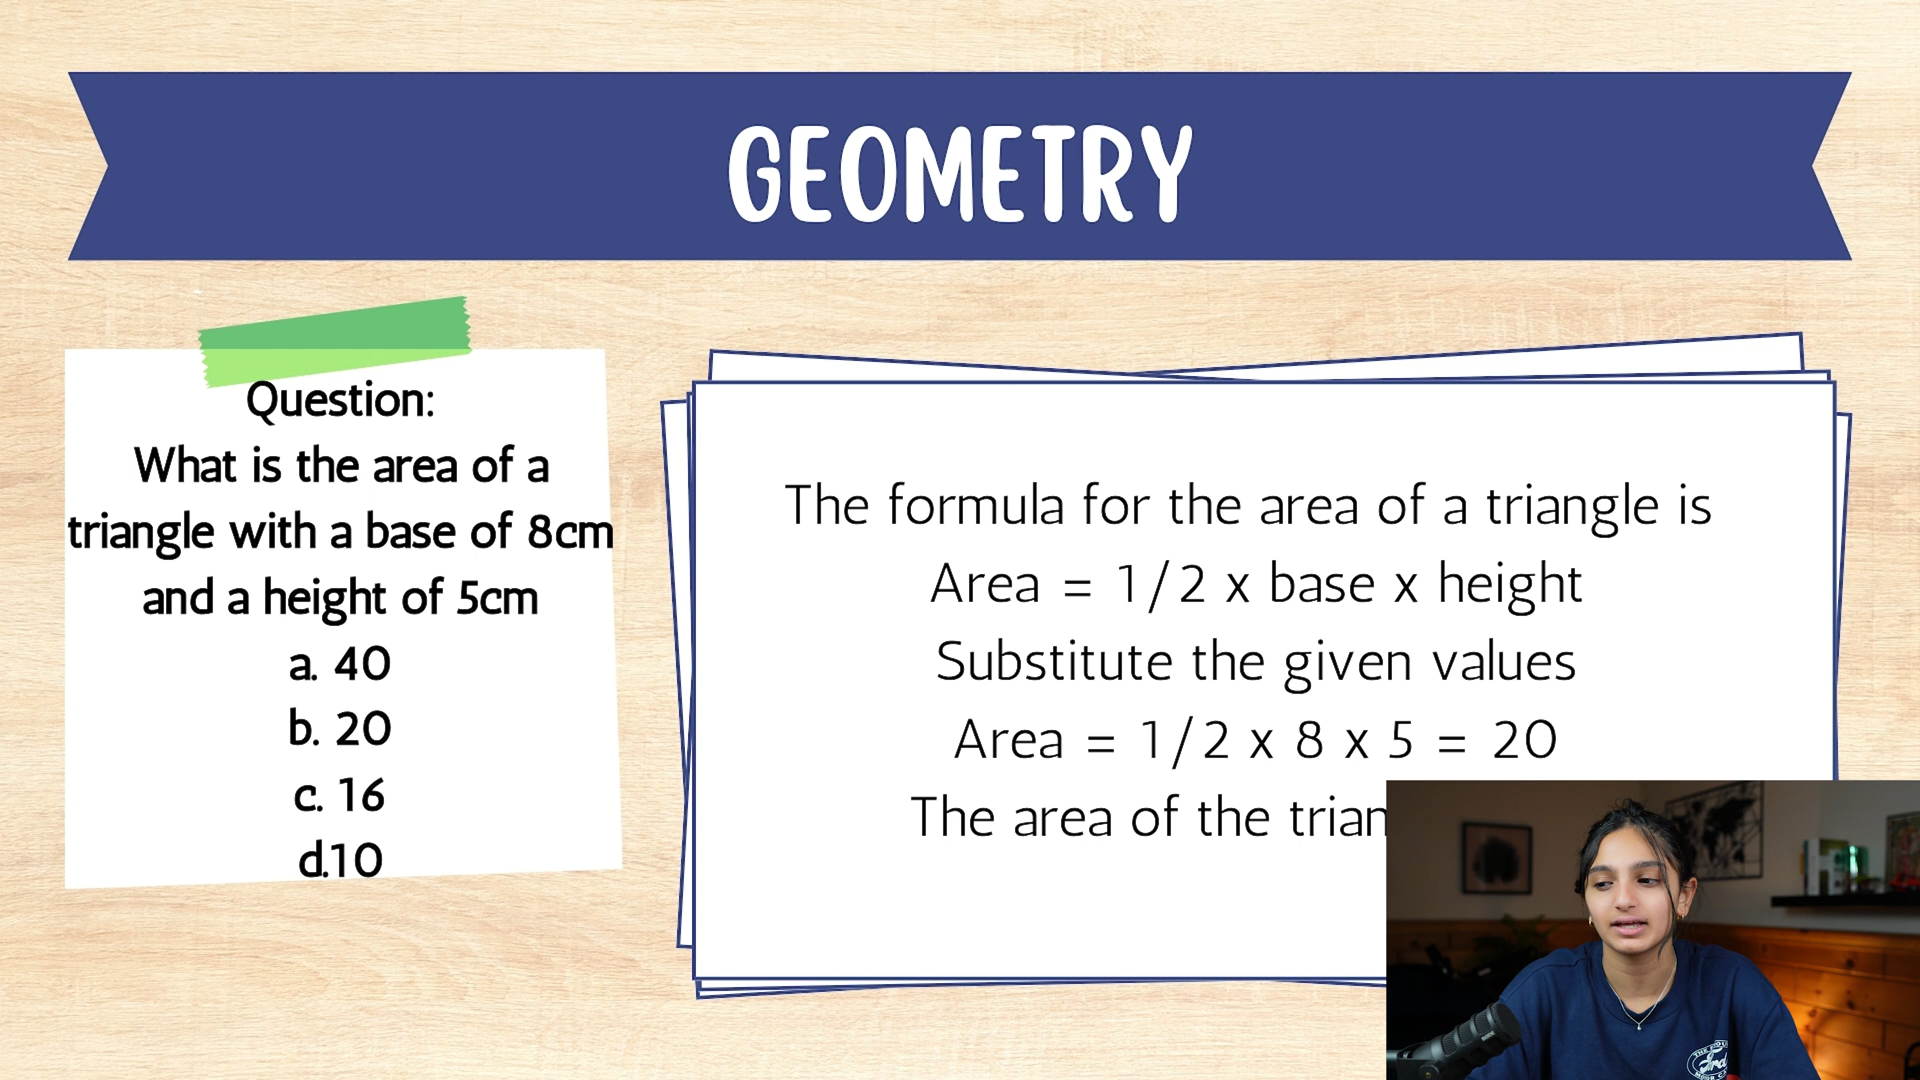 GEOMETRY
Question:
What is the area of a
triangle with a base of 8cm
and a height of 5cm
a. 40
b. 20
c. 16
d.10
The formula for the area of a triangle is
Area = 1/2 x base x height
Substitute the given values
Area = 1/2 x 8 x 5 = 20
The area of the trian